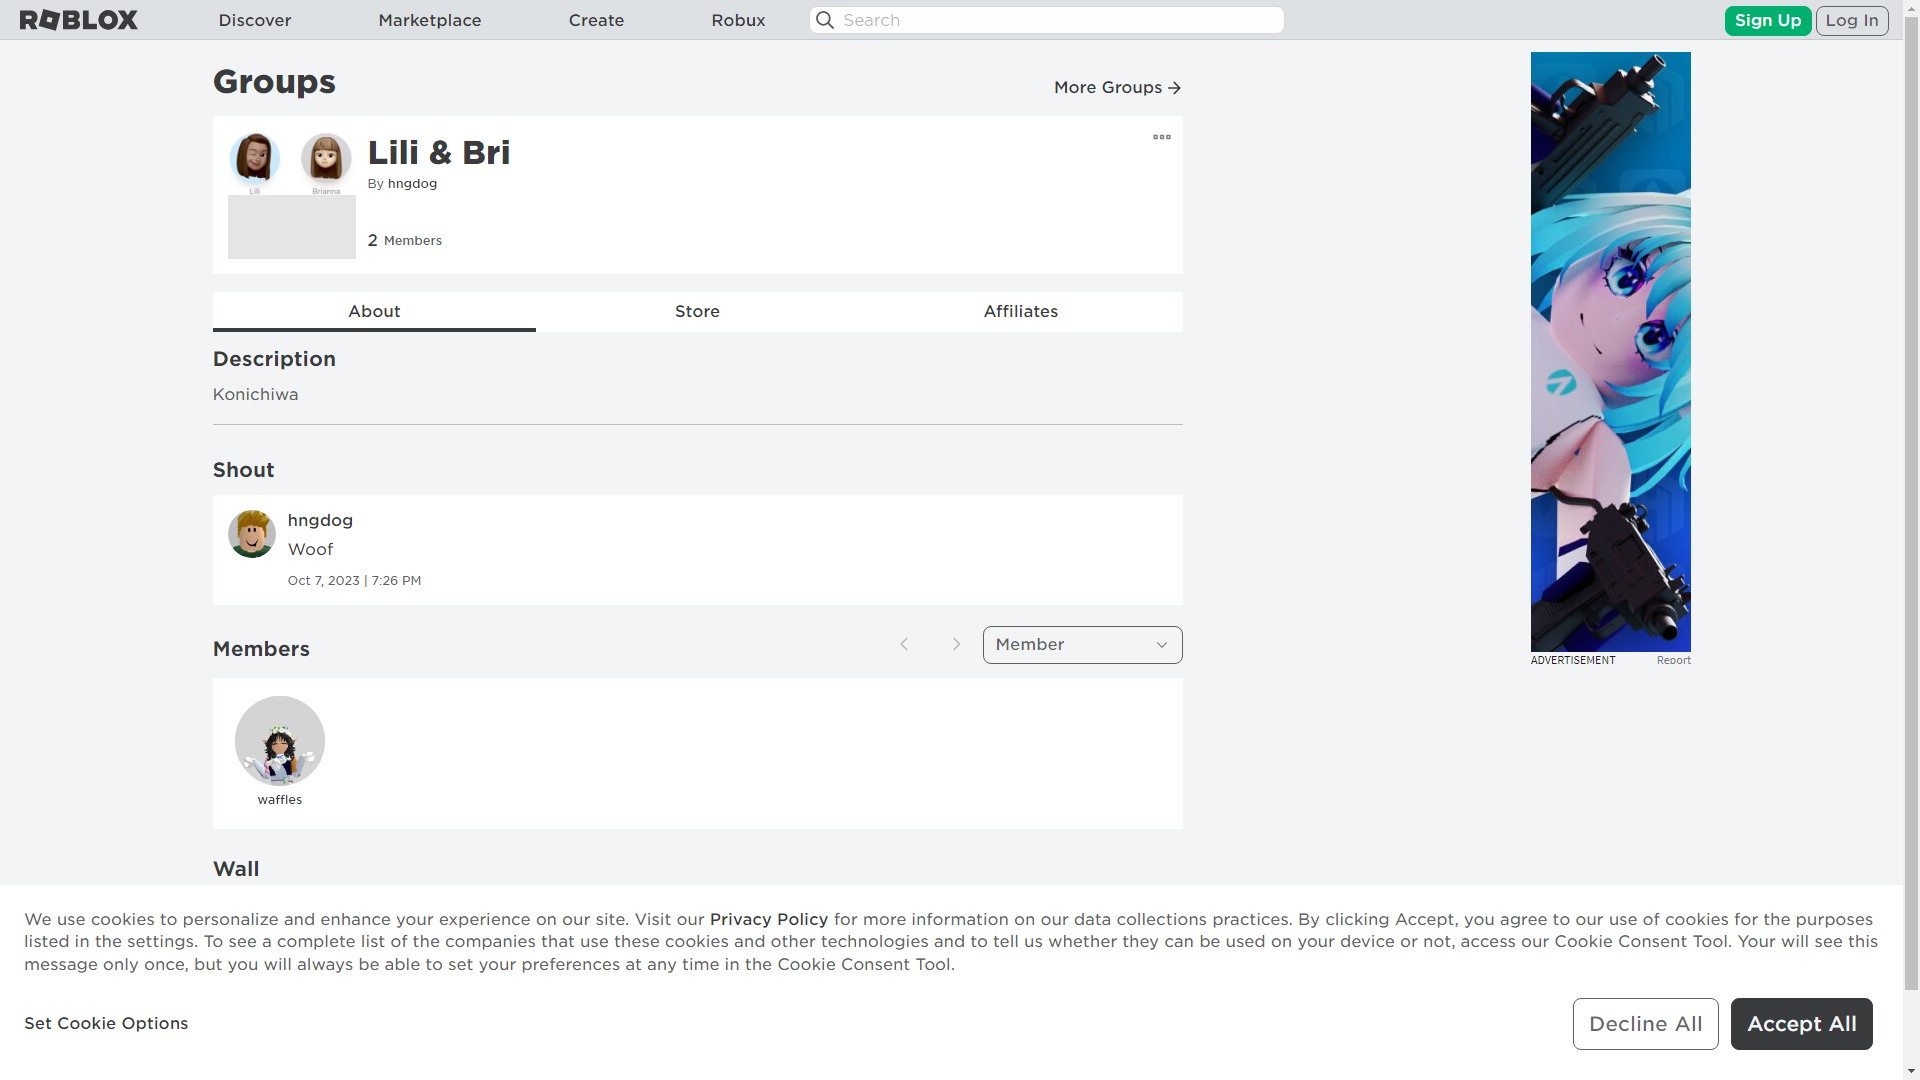 ROBLOX
Discover
Marketplace
Create
Robux
Search
Sign Up
Log In
Groups
More Groups
Lili
Brianna
Lili & Bri
By hngdog
2 Members
About
Store
Affiliates
Description
Konichiwa
Shout
hngdog
Woof
Oct 7, 2023 | 7:26 PM
Members
Member
waffles
ADVERTISEMENT
Report
Wall
We use cookies to personalize and enhance your experience on our site. Visit our Privacy Policy for more information on our data collections practices. By clicking Accept, you agree to our use of cookies for the purposes
listed in the settings. To see a complete list of the companies that use these cookies and other technologies and to tell us whether they can be used on your device or not, access our Cookie Consent Tool. Your will see this
message only once, but you will always be able to set your preferences at any time in the Cookie Consent Tool.
Set Cookie Options
Decline All
Accept All